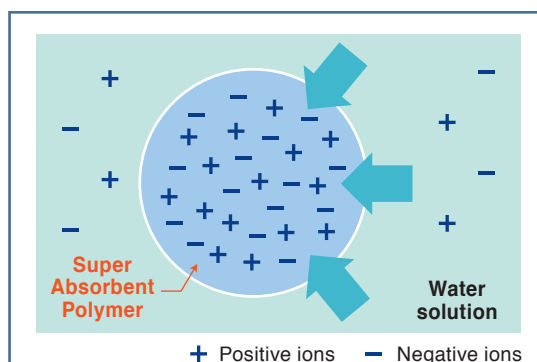 Super
Absorbent
Polymer
Water
solution
+ Positive ions − Negative ions